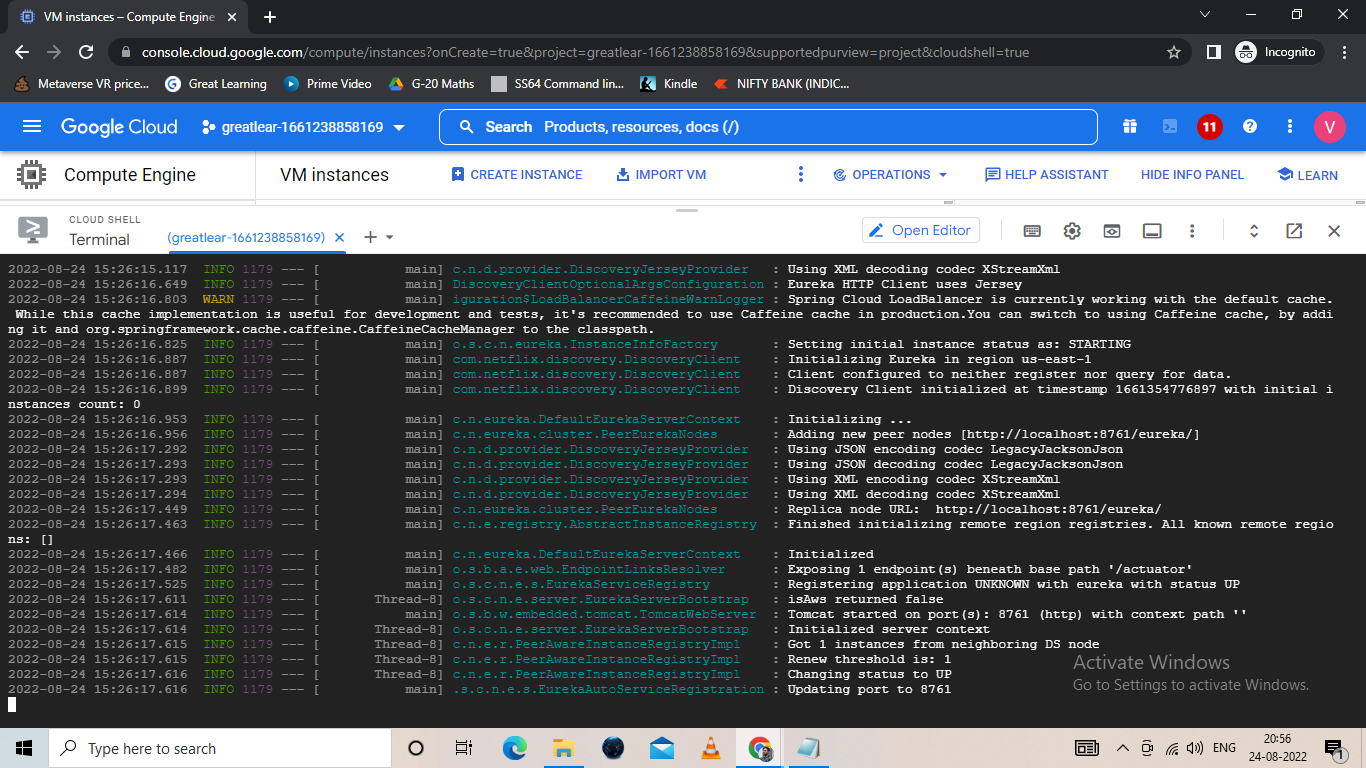 VM instances – Compute Engine
console.cloud.google.com/compute/instances?onCreate=true&project=greatlear-1661238858169&supportedpurview=project&cloudshell=true
Incognito
Metaverse VR price...
Great Learning
Prime Video
G-20 Maths
SS64 Command lin...
Kindle
NIFTY BANK (INDIC...
Google Cloud
greatlear-1661238858169
Search Products, resources, docs (/)
11
V
Compute Engine
VM instances
CREATE INSTANCE
IMPORT VM
OPERATIONS
HELP ASSISTANT
HIDE INFO PANEL
LEARN
CLOUD SHELL
Terminal
(greatlear-1661238858169)
Open Editor
2022-08-24 15:26:15.117 INFO 1179 --- [ main] c.n.d.provider.DiscoveryJerseyProvider : Using XML decoding codec XStreamXml
2022-08-24 15:26:16.649 INFO 1179 --- [ main] DiscoveryClientOptionalArgsConfiguration : Eureka HTTP Client uses Jersey
2022-08-24 15:26:16.803 WARN 1179 --- [ main] iguration$LoadBalancerCaffeineWarnLogger : Spring Cloud LoadBalancer is currently working with the default cache.
While this cache implementation is useful for development and tests, it's recommended to use Caffeine cache in production.You can switch to using Caffeine cache, by addi
ng it and org.springframework.cache.caffeine.CaffeineCacheManager to the classpath.
2022-08-24 15:26:16.825 INFO 1179 --- [ main] o.s.c.n.eureka.InstanceInfoFactory : Setting initial instance status as: STARTING
2022-08-24 15:26:16.887 INFO 1179 --- [ main] com.netflix.discovery.DiscoveryClient : Initializing Eureka in region us-east-1
2022-08-24 15:26:16.887 INFO 1179 --- [ main] com.netflix.discovery.DiscoveryClient : Client configured to neither register nor query for data.
2022-08-24 15:26:16.899 INFO 1179 --- [ main] com.netflix.discovery.DiscoveryClient : Discovery Client initialized at timestamp 1661354776897 with initial i
nstances count: 0
2022-08-24 15:26:16.953 INFO 1179 --- [ main] c.n.eureka.DefaultEurekaServerContext : Initializing ...
2022-08-24 15:26:16.956 INFO 1179 --- [ main] c.n.eureka.cluster.PeerEurekaNodes : Adding new peer nodes [http://localhost:8761/eureka/]
2022-08-24 15:26:17.292 INFO 1179 --- [ main] c.n.d.provider.DiscoveryJerseyProvider : Using JSON encoding codec LegacyJacksonJson
2022-08-24 15:26:17.293 INFO 1179 --- [ main] c.n.d.provider.DiscoveryJerseyProvider : Using JSON decoding codec LegacyJacksonJson
2022-08-24 15:26:17.293 INFO 1179 --- [ main] c.n.d.provider.DiscoveryJerseyProvider : Using XML encoding codec XStreamXml
2022-08-24 15:26:17.294 INFO 1179 --- [ main] c.n.d.provider.DiscoveryJerseyProvider : Using XML decoding codec XStreamXml
2022-08-24 15:26:17.449 INFO 1179 --- [ main] c.n.eureka.cluster.PeerEurekaNodes : Replica node URL: http://localhost:8761/eureka/
2022-08-24 15:26:17.463 INFO 1179 --- [ main] c.n.e.registry.AbstractInstanceRegistry : Finished initializing remote region registries. All known remote regio
ns: []
2022-08-24 15:26:17.466 INFO 1179 --- [ main] c.n.eureka.DefaultEurekaServerContext : Initialized
2022-08-24 15:26:17.482 INFO 1179 --- [ main] o.s.b.a.e.web.EndpointLinksResolver : Exposing 1 endpoint(s) beneath base path '/actuator'
2022-08-24 15:26:17.525 INFO 1179 --- [ main] o.s.c.n.e.s.EurekaServiceRegistry : Registering application UNKNOWN with eureka with status UP
2022-08-24 15:26:17.611 INFO 1179 --- [ Thread-8] o.s.c.n.e.server.EurekaServerBootstrap : isAws returned false
2022-08-24 15:26:17.614 INFO 1179 --- [ main] o.s.b.w.embedded.tomcat.TomcatWebServer : Tomcat started on port(s): 8761 (http) with context path ''
2022-08-24 15:26:17.614 INFO 1179 --- [ Thread-8] o.s.c.n.e.server.EurekaServerBootstrap : Initialized server context
2022-08-24 15:26:17.615 INFO 1179 --- [ Thread-8] c.n.e.r.PeerAwareInstanceRegistryImpl : Got 1 instances from neighboring DS node
2022-08-24 15:26:17.615 INFO 1179 --- [ Thread-8] c.n.e.r.PeerAwareInstanceRegistryImpl : Renew threshold is: 1
2022-08-24 15:26:17.616 INFO 1179 --- [ Thread-8] c.n.e.r.PeerAwareInstanceRegistryImpl : Changing status to UP
2022-08-24 15:26:17.616 INFO 1179 --- [ main] .s.c.n.e.s.EurekaAutoServiceRegistration : Updating port to 8761
Activate Windows
Go to Settings to activate Windows.
Type here to search
ENG
20:56
24-08-2022
1